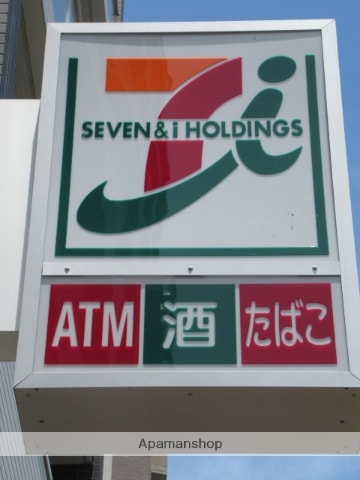 SEVEN & i HOLDINGS
ATM 酒 たばこ
Apamanshop